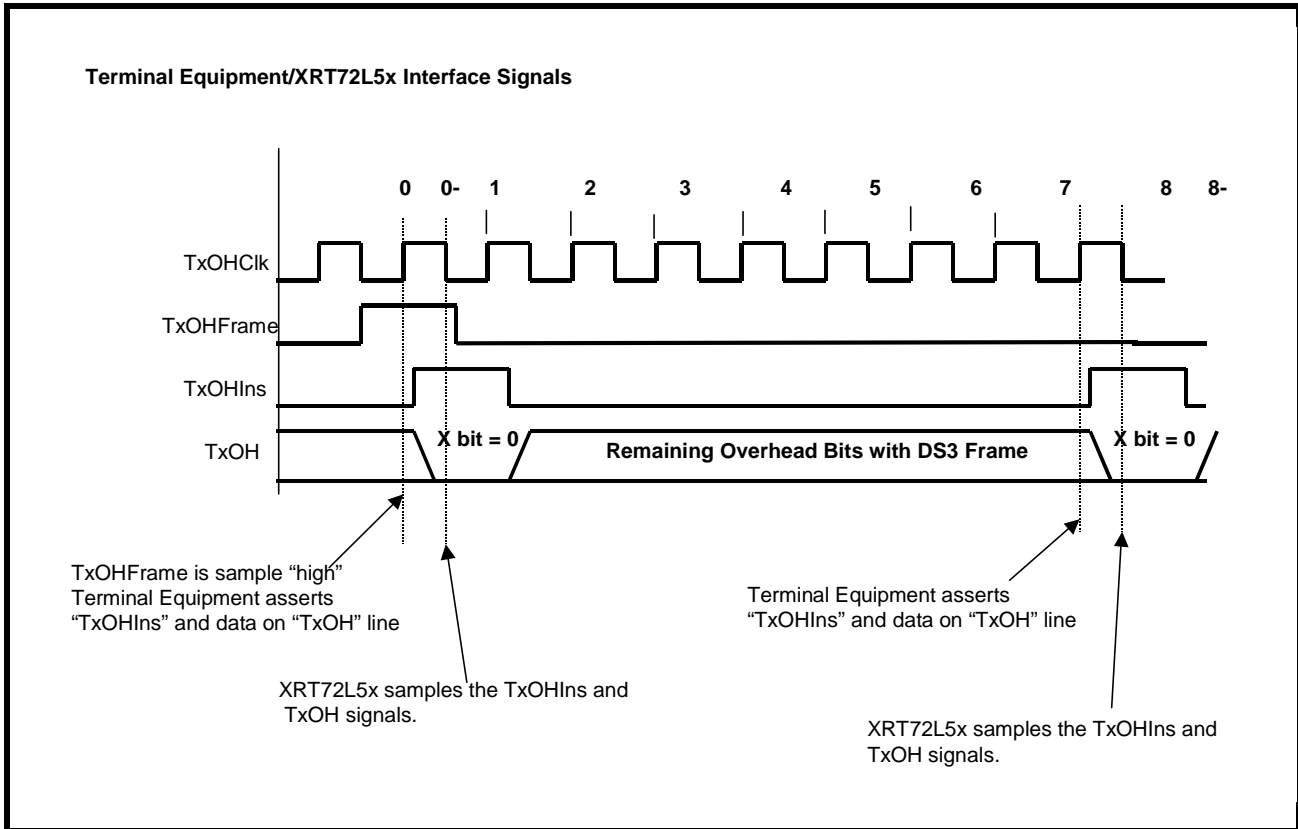 Terminal Equipment/XRT72L5x Interface Signals
0 0- 1 2 3 4 5 6 7 8 8-
TxOHClk
TxOHFrame
TxOHIns
TxOH
X bit = 0
Remaining Overhead Bits with DS3 Frame
X bit = 0
TxOHFrame is sample “high”
Terminal Equipment asserts
“TxOHIns” and data on “TxOH” line
XRT72L5x samples the TxOHIns and
TxOH signals.
Terminal Equipment asserts
“TxOHIns” and data on “TxOH” line
XRT72L5x samples the TxOHIns and
TxOH signals.